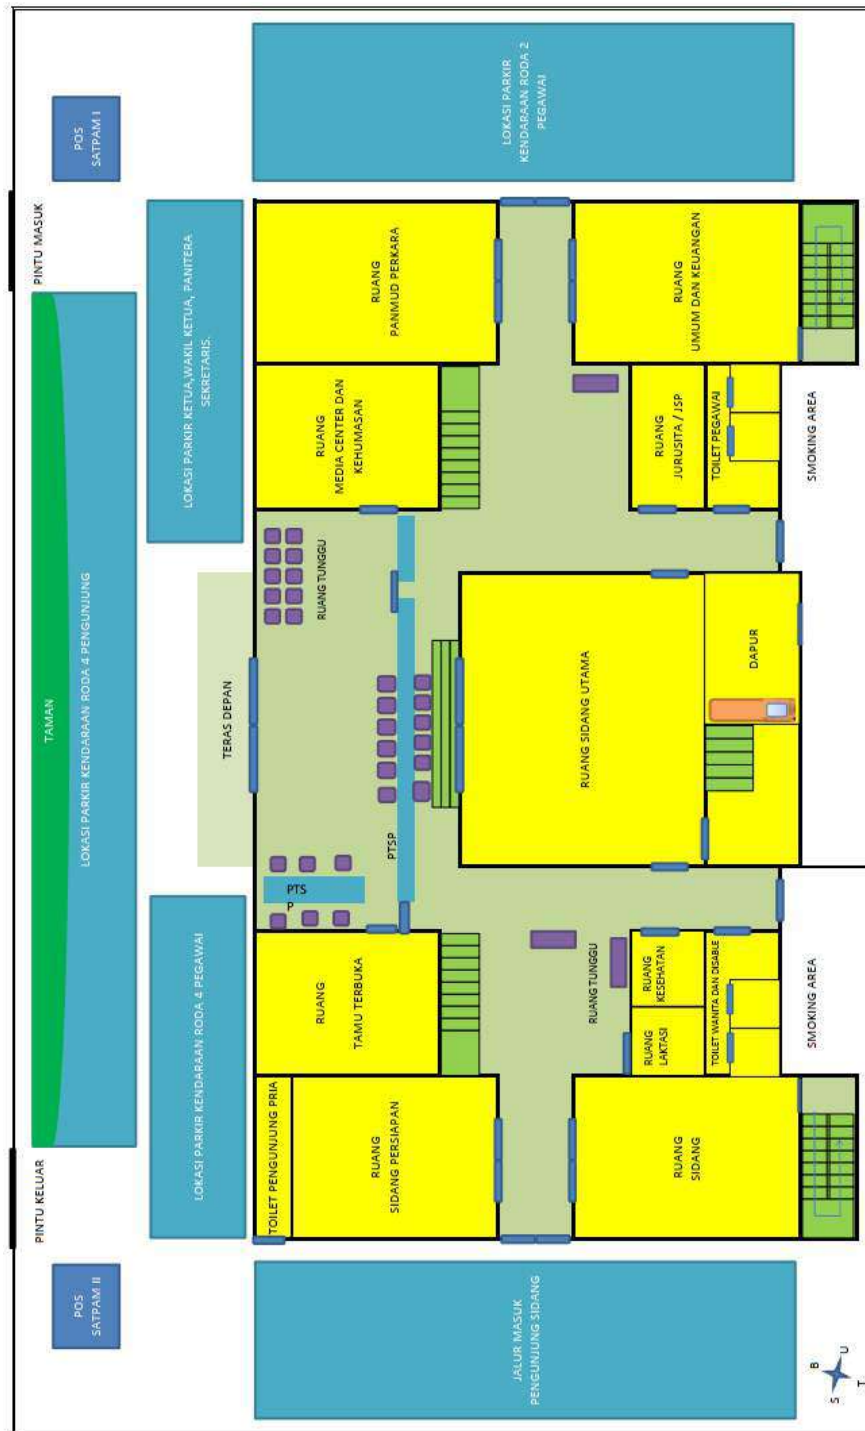 POS
SATPAM I
LOKASI PARKIR
KENDARAAN RODA 2
PEGAWAI
PINTU MASUK
LOKASI PARKIR KETUA,WAKIL KETUA, PANITERA
SEKRETARIS.
RUANG
PANMUD PERKARA
RUANG
UMUM DAN KEUANGAN
RUANG
MEDIA CENTER DAN
KEHUMASAN
RUANG
JURUSITA / JSP
TOILET PEGAWAI
SMOKING AREA
TAMAN
LOKASI PARKIR KENDARAAN RODA 4 PENGUNJUNG
RUANG TUNGGU
TERAS DEPAN
RUANG SIDANG UTAMA
DAPUR
PTSP
PTS
P
LOKASI PARKIR KENDARAAN RODA 4 PEGAWAI
RUANG
TAMU TERBUKA
RUANG TUNGGU
RUANG
KESEHATAN
RUANG
LAKTASI
TOILET WANITA DAN DISABLE
SMOKING AREA
TOILET PENGUNJUNG PRIA
RUANG
SIDANG PERSIAPAN
RUANG
SIDANG
PINTU KELUAR
POS
SATPAM II
JALUR MASUK
PENGUNJUNG SIDANG
B
U
S
T